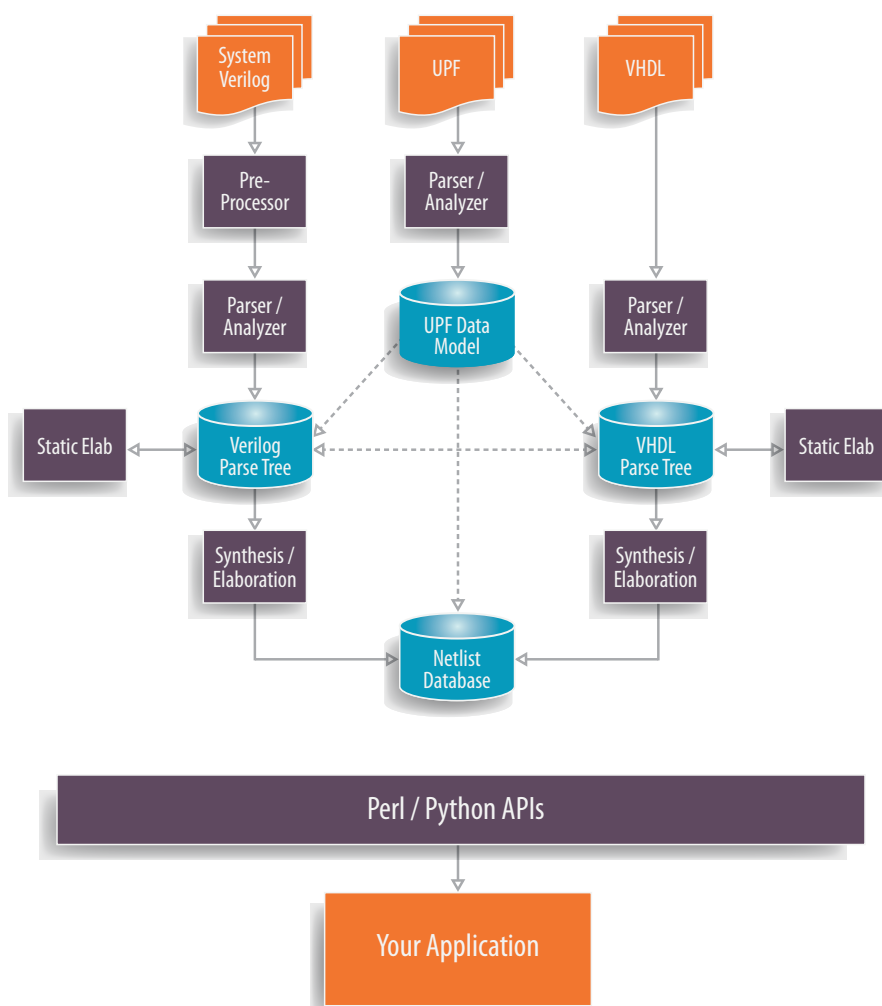 System
Verilog
UPF
VHDL
Pre-
Processor
Parser /
Analyzer
Parser /
Analyzer
UPF Data
Model
Parser /
Analyzer
Static Elab
Verilog
Parse Tree
VHDL
Parse Tree
Static Elab
Synthesis /
Elaboration
Synthesis /
Elaboration
Netlist
Database
Perl / Python APIs
Your Application